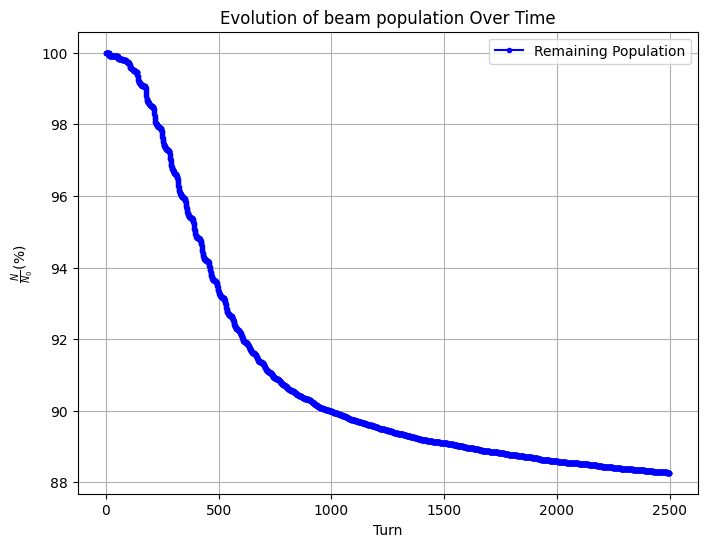 Evolution of beam population Over Time
Remaining Population
100
98
96
94
92
90
88
N/N₀(%)
0 500 1000 1500 2000 2500
Turn